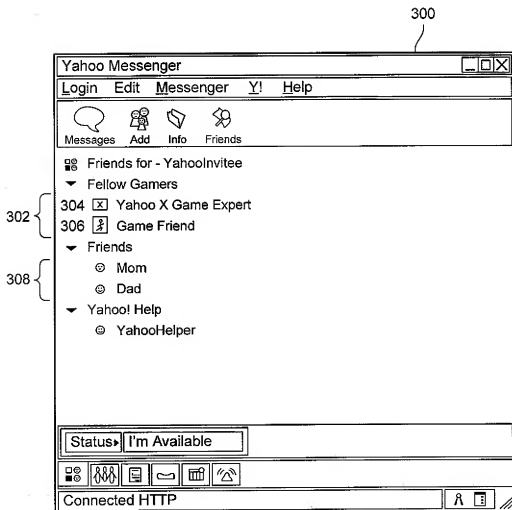 300
Yahoo Messenger
Login Edit Messenger Y! Help
Messages Add Info Friends
Friends for - YahooInvitee
Fellow Gamers
302
304 X Yahoo X Game Expert
306 Game Friend
Friends
308
Mom
Dad
Yahoo! Help
YahooHelper
Status I'm Available
Connected HTTP